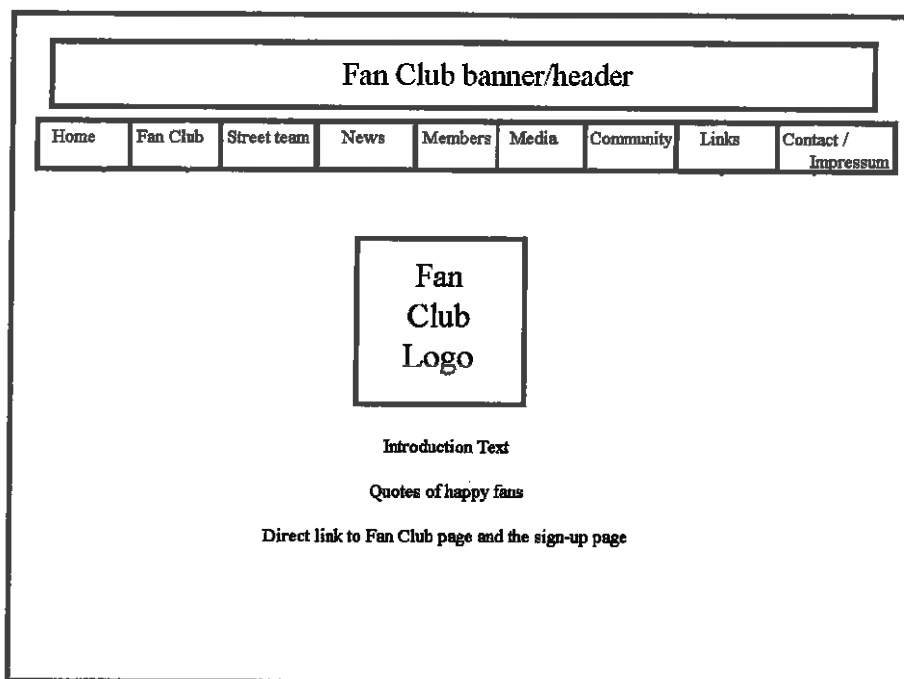 Fan Club banner/header
Home Fan Club Street team News Members Media Community Links Contact /
Impressum
Fan
Club
Logo
Introduction Text
Quotes of happy fans
Direct link to Fan Club page and the sign-up page